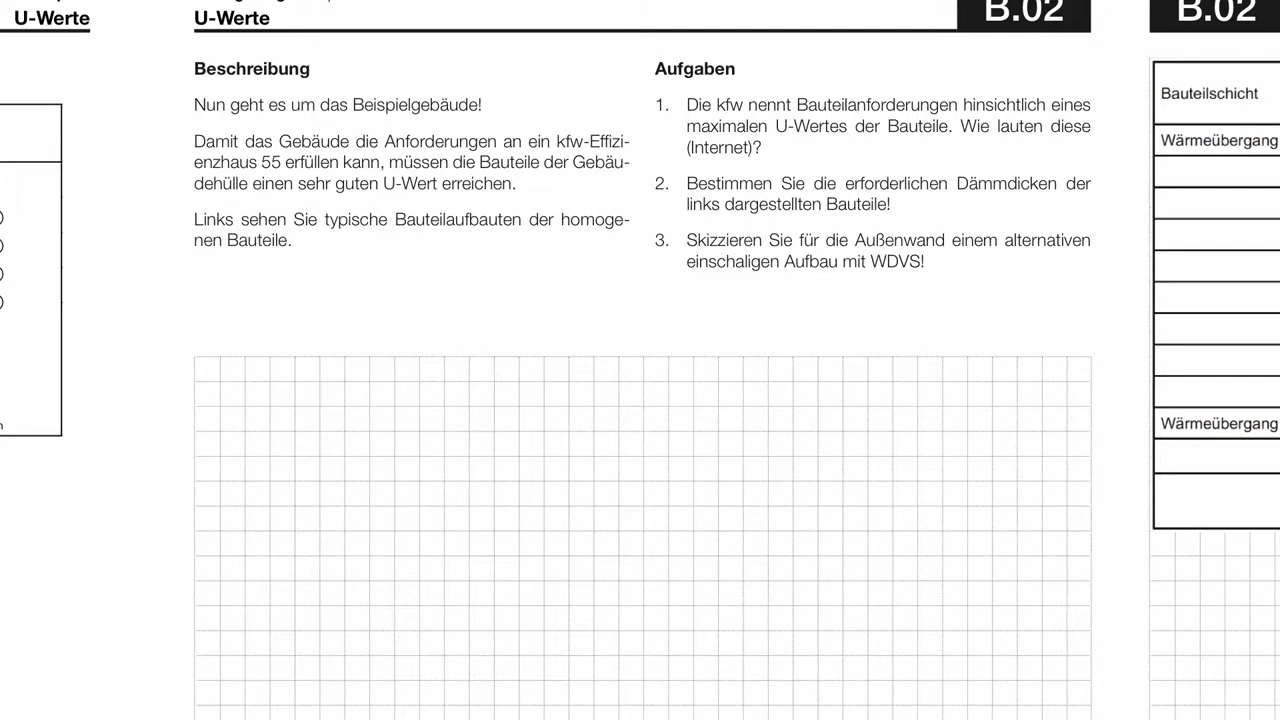 U-Werte
U-Werte
B.02
B.02
Beschreibung
Nun geht es um das Beispielgebäude!
Damit das Gebäude die Anforderungen an ein kfw-Effizi-
enzhaus 55 erfüllen kann, müssen die Bauteile der Gebäu-
dehülle einen sehr guten U-Wert erreichen.
Links sehen Sie typische Bauteilaufbauten der homoge-
nen Bauteile.
Aufgaben
1. Die kfw nennt Bauteilanforderungen hinsichtlich eines
maximalen U-Wertes der Bauteile. Wie lauten diese
(Internet)?
2. Bestimmen Sie die erforderlichen Dämmdicken der
links dargestellten Bauteile!
3. Skizzieren Sie für die Außenwand einem alternativen
einschaligen Aufbau mit WDVS!
Bauteilschicht
Wärmeübergang
Wärmeübergang